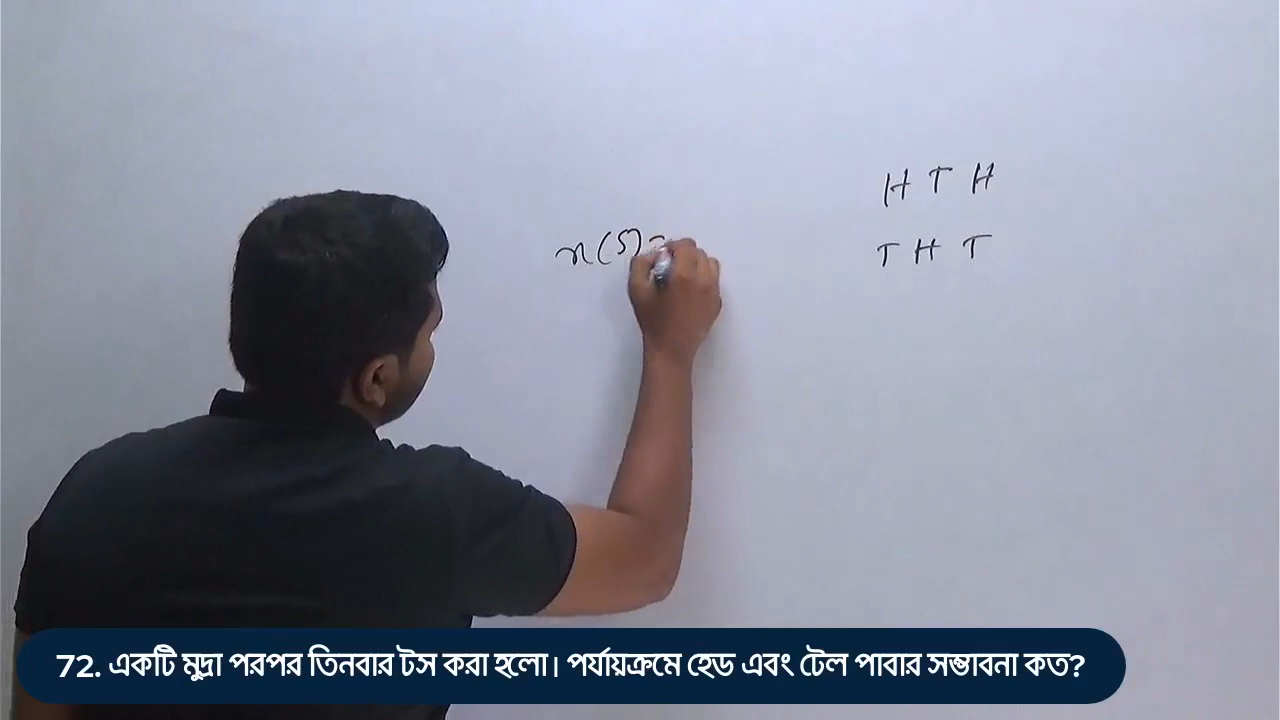 H T H
n(S) =
T H T
72. একটি মুদ্রা পরপর তিনবার টস করা হলো। পর্যায়ক্রমে হেড এবং টেল পাবার সম্ভাবনা কত?